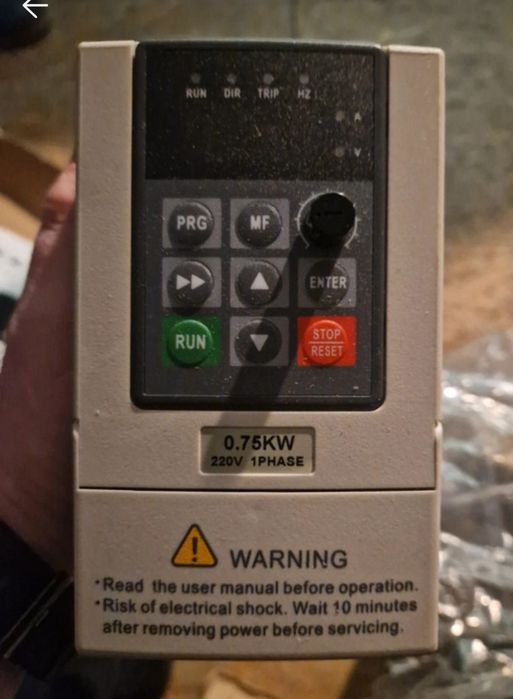 RUN DIR TRIP HZ
A
V
PRG MF
ENTER
RUN STOP
RESET
0.75KW
220V 1PHASE
WARNING
*Read the user manual before operation.
*Risk of electrical shock. Wait 10 minutes
after removing power before servicing.